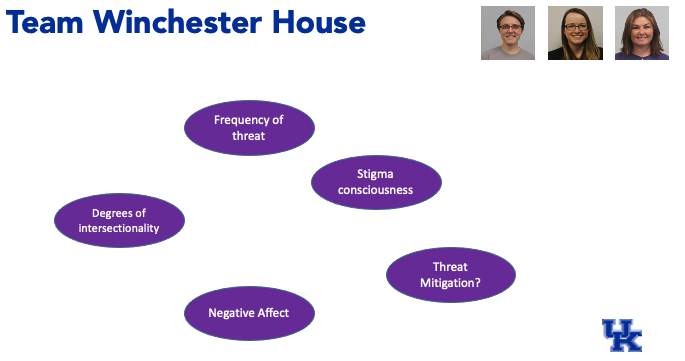 Team Winchester House
Frequency of
threat
Stigma
consciousness
Degrees of
intersectionality
Threat
Mitigation?
Negative Affect
UK